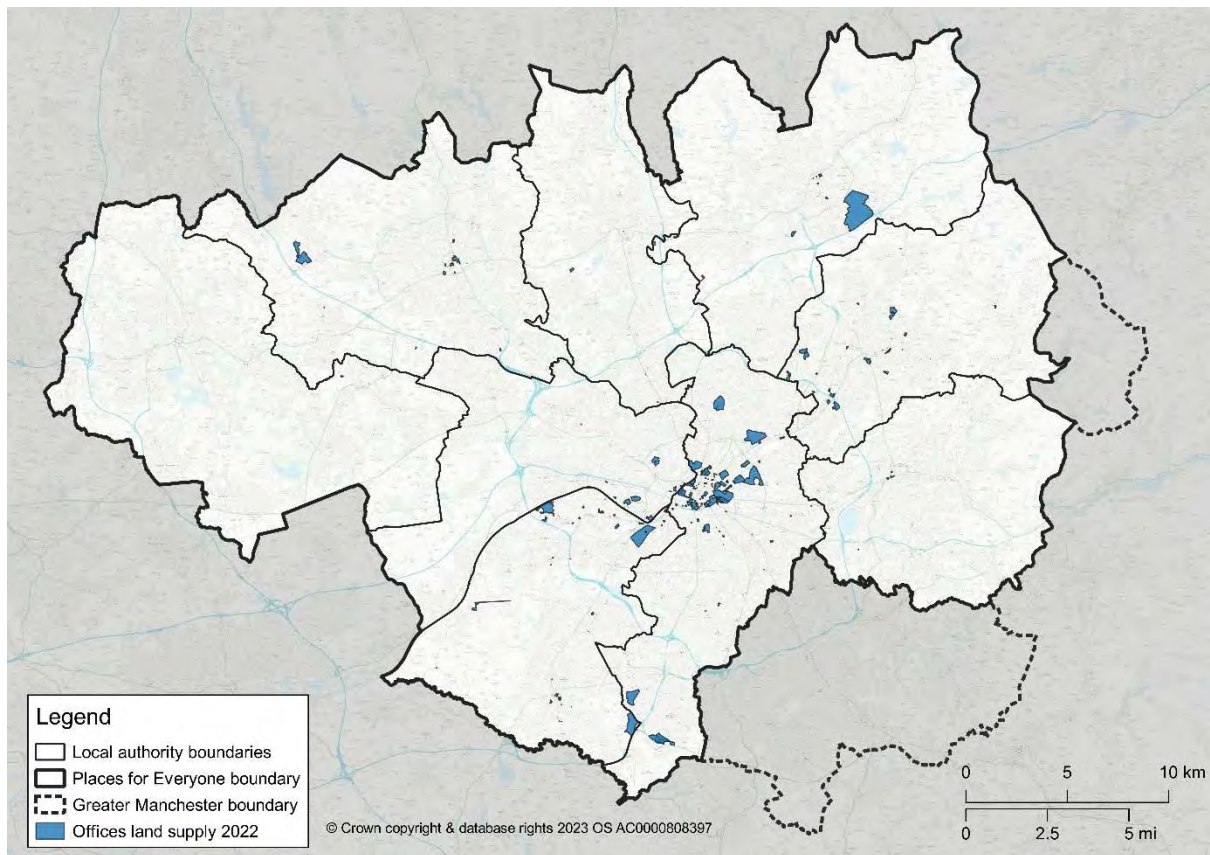 Legend
Local authority boundaries
Places for Everyone boundary
Greater Manchester boundary
Offices land supply 2022
© Crown copyright & database rights 2023 OS AC0000808397
0 5 10 km
0 2.5 5 mi